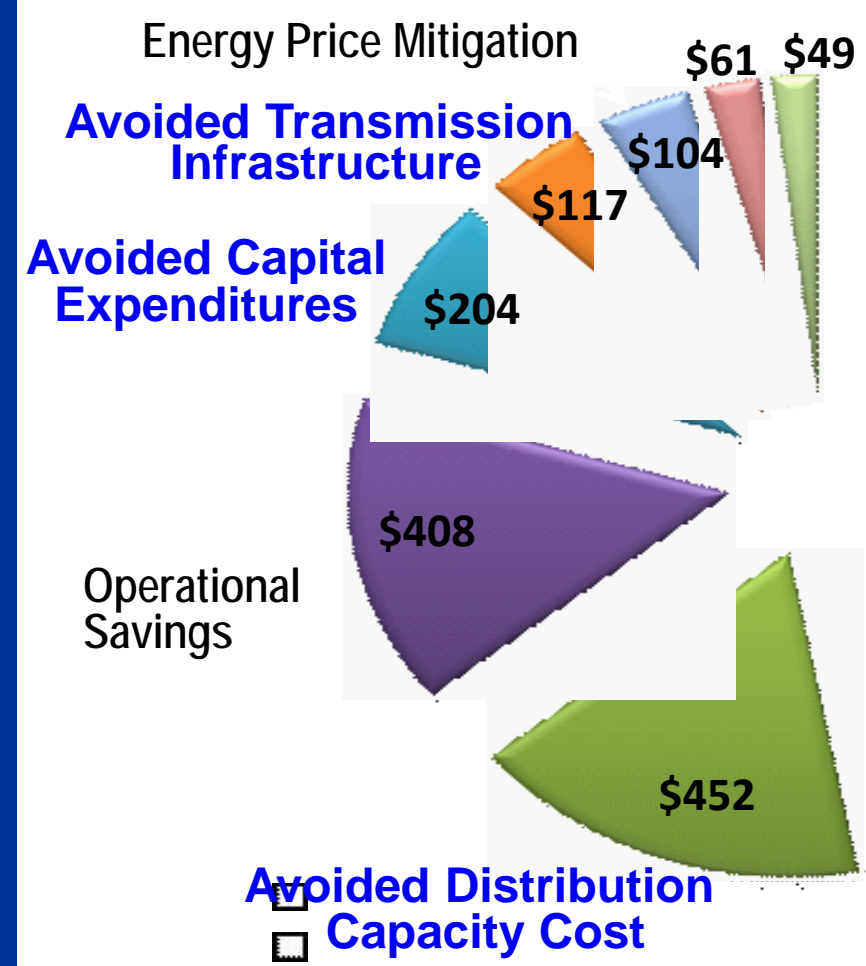 Energy Price Mitigation
$61
$49
Avoided Transmission
Infrastructure
$104
$117
Avoided Capital
Expenditures
$204
$408
Operational
Savings
$452
Avoided Distribution
Capacity Cost